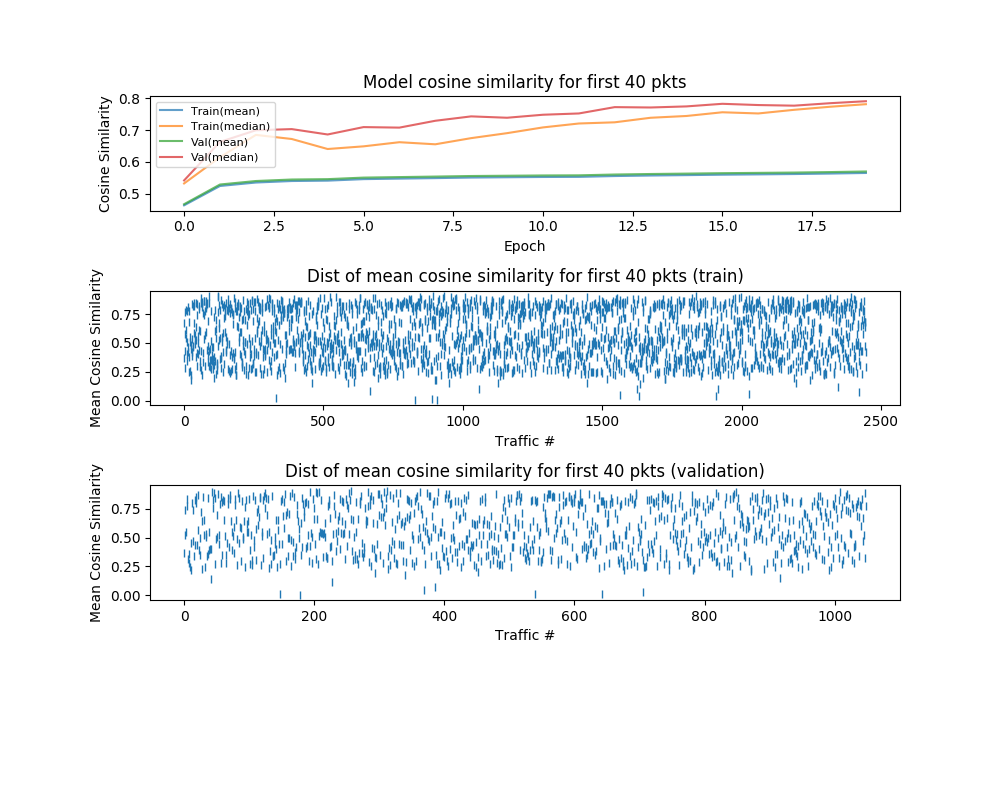 Model cosine similarity for first 40 pkts
Cosine Similarity
0.8
0.7
0.6
0.5
Train(mean)
Train(median)
Val(mean)
Val(median)
0.0 2.5 5.0 7.5 10.0 12.5 15.0 17.5
Epoch
Dist of mean cosine similarity for first 40 pkts (train)
Mean Cosine Similarity
0.75
0.50
0.25
0.00
0 500 1000 1500 2000 2500
Traffic #
Dist of mean cosine similarity for first 40 pkts (validation)
Mean Cosine Similarity
0.75
0.50
0.25
0.00
0 200 400 600 800 1000
Traffic #